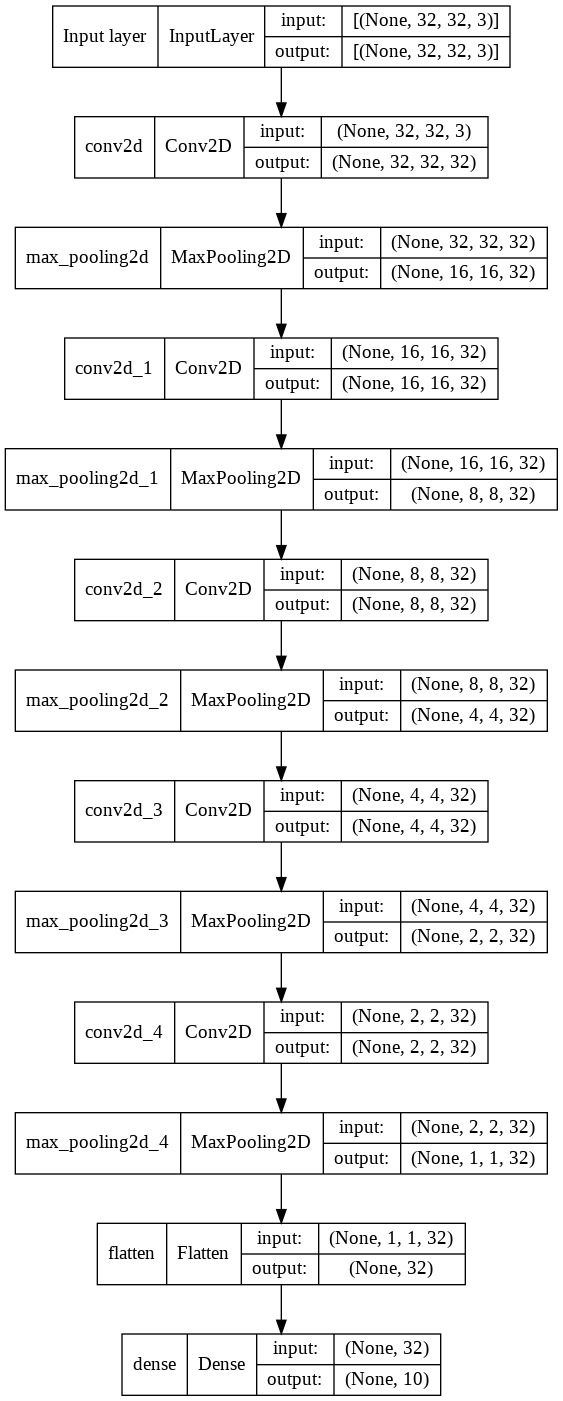 Input layer InputLayer input: [(None, 32, 32, 3)]
output: [(None, 32, 32, 3)]
conv2d Conv2D input: (None, 32, 32, 3)
output: (None, 32, 32, 32)
max_pooling2d MaxPooling2D input: (None, 32, 32, 32)
output: (None, 16, 16, 32)
conv2d_1 Conv2D input: (None, 16, 16, 32)
output: (None, 16, 16, 32)
max_pooling2d_1 MaxPooling2D input: (None, 16, 16, 32)
output: (None, 8, 8, 32)
conv2d_2 Conv2D input: (None, 8, 8, 32)
output: (None, 8, 8, 32)
max_pooling2d_2 MaxPooling2D input: (None, 8, 8, 32)
output: (None, 4, 4, 32)
conv2d_3 Conv2D input: (None, 4, 4, 32)
output: (None, 4, 4, 32)
max_pooling2d_3 MaxPooling2D input: (None, 4, 4, 32)
output: (None, 2, 2, 32)
conv2d_4 Conv2D input: (None, 2, 2, 32)
output: (None, 2, 2, 32)
max_pooling2d_4 MaxPooling2D input: (None, 2, 2, 32)
output: (None, 1, 1, 32)
flatten Flatten input: (None, 1, 1, 32)
output: (None, 32)
dense Dense input: (None, 32)
output: (None, 10)